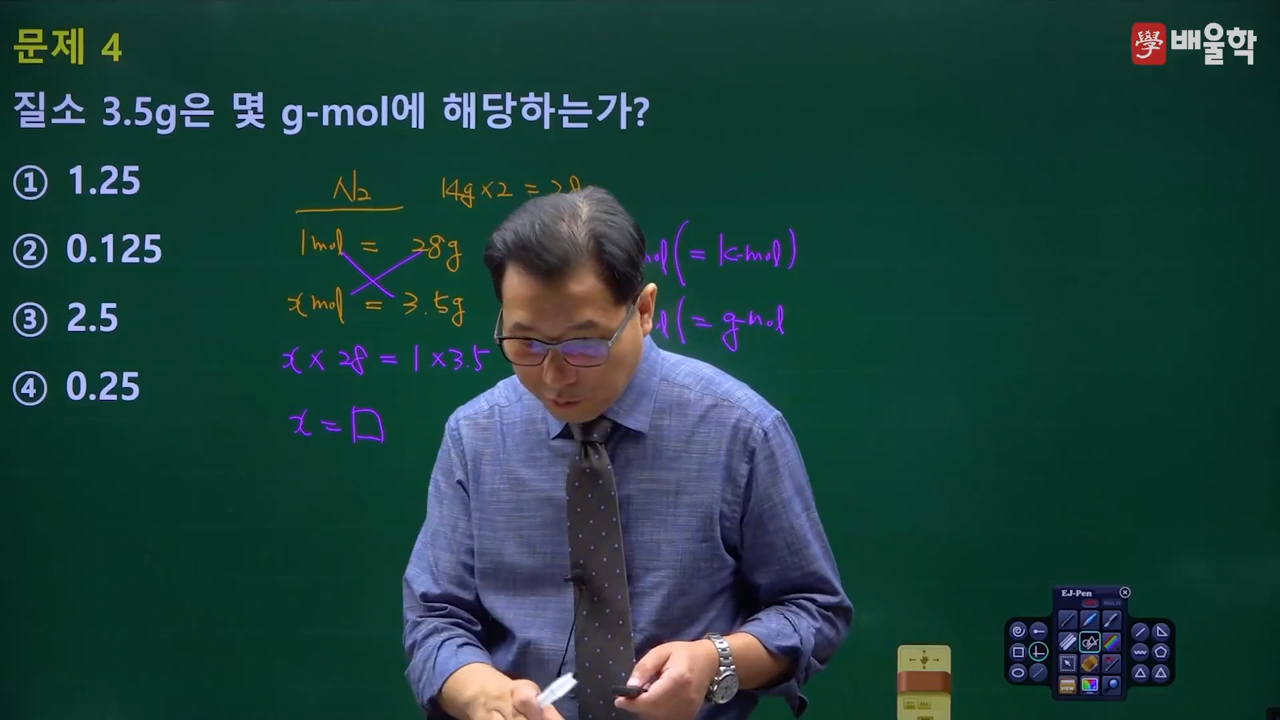 문제 4
學 배울학
질소 3.5g은 몇 g-mol에 해당하는가?
① 1.25
② 0.125
③ 2.5
④ 0.25
N₂ 14g×2 = 28
1mol = 28g
x mol = 3.5g
x × 28 = 1 × 3.5
x = □
(= k-mol)
(= g-mol
EJ-Pen